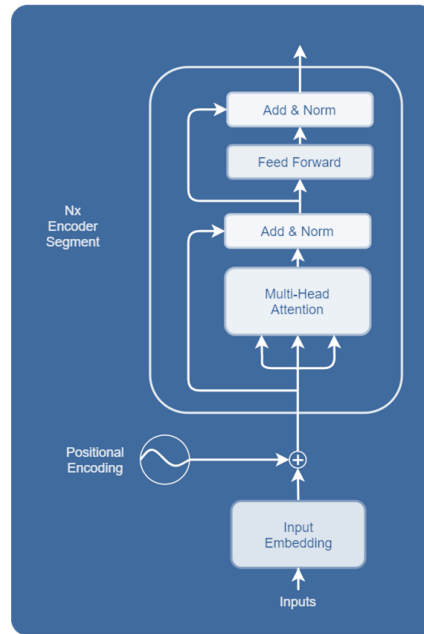 Add & Norm
Feed Forward
Nx
Encoder
Segment
Add & Norm
Multi-Head
Attention
Positional
Encoding
Input
Embedding
Inputs